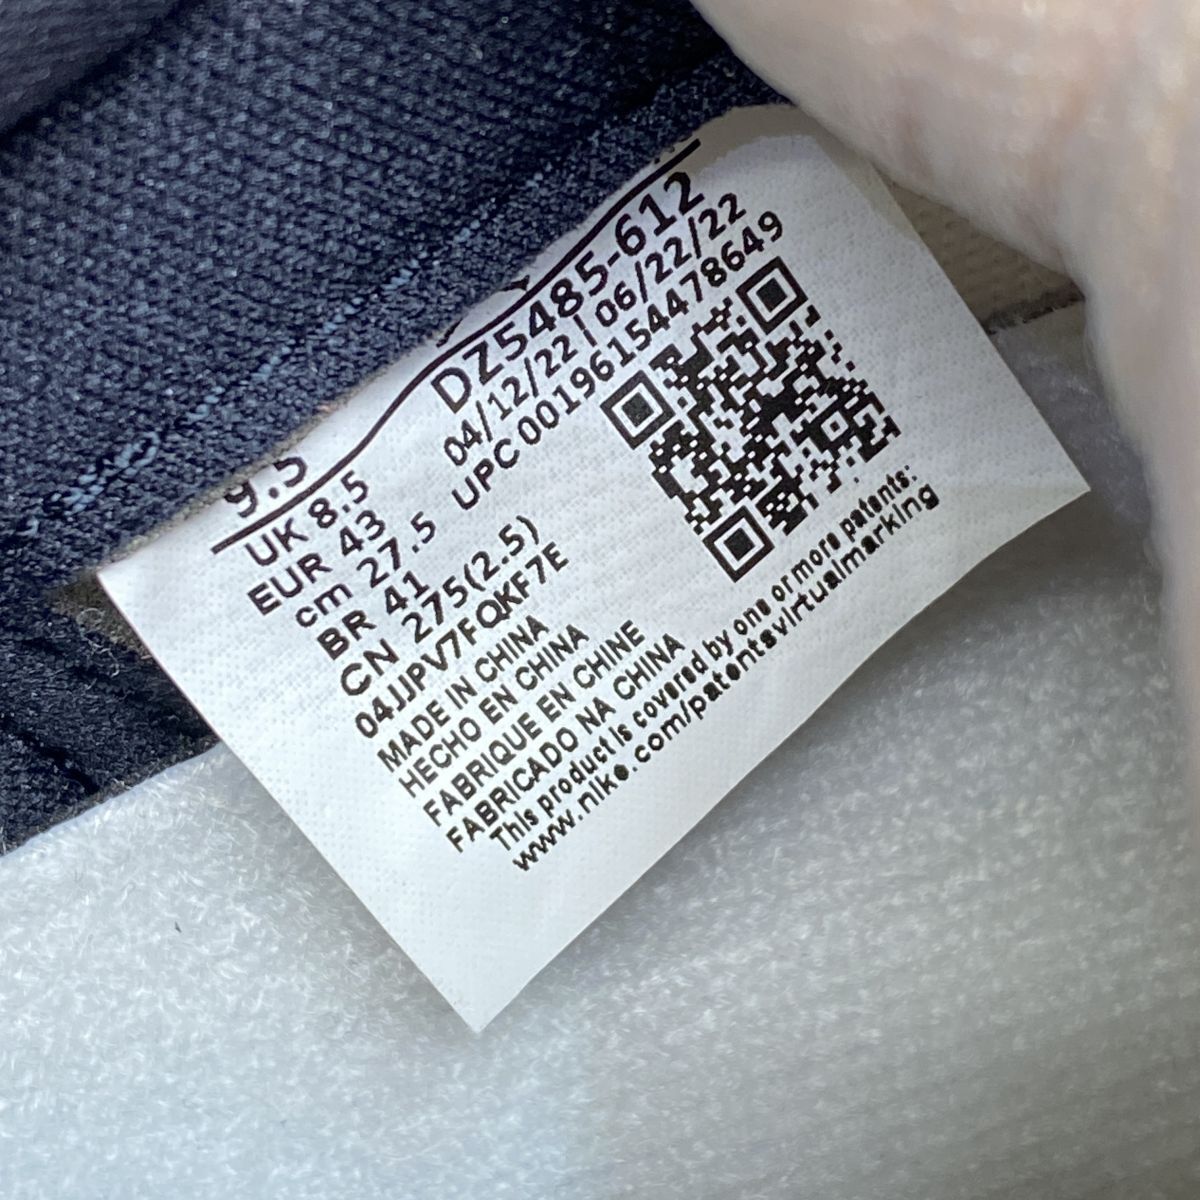 9.5
DZ5485-612
04/12/22 | 06/22/22
UPC 00196154478649
UK 8.5
EUR 43
cm 27.5
BR 41
CN 275(2.5)
04JJPV7FQKF7E
MADE IN CHINA
HECHO EN CHINA
FABRIQUE EN CHINE
FABRICADO NA CHINA
This product is covered by one or more patents:
www.nike.com/patentsvirtualmarking